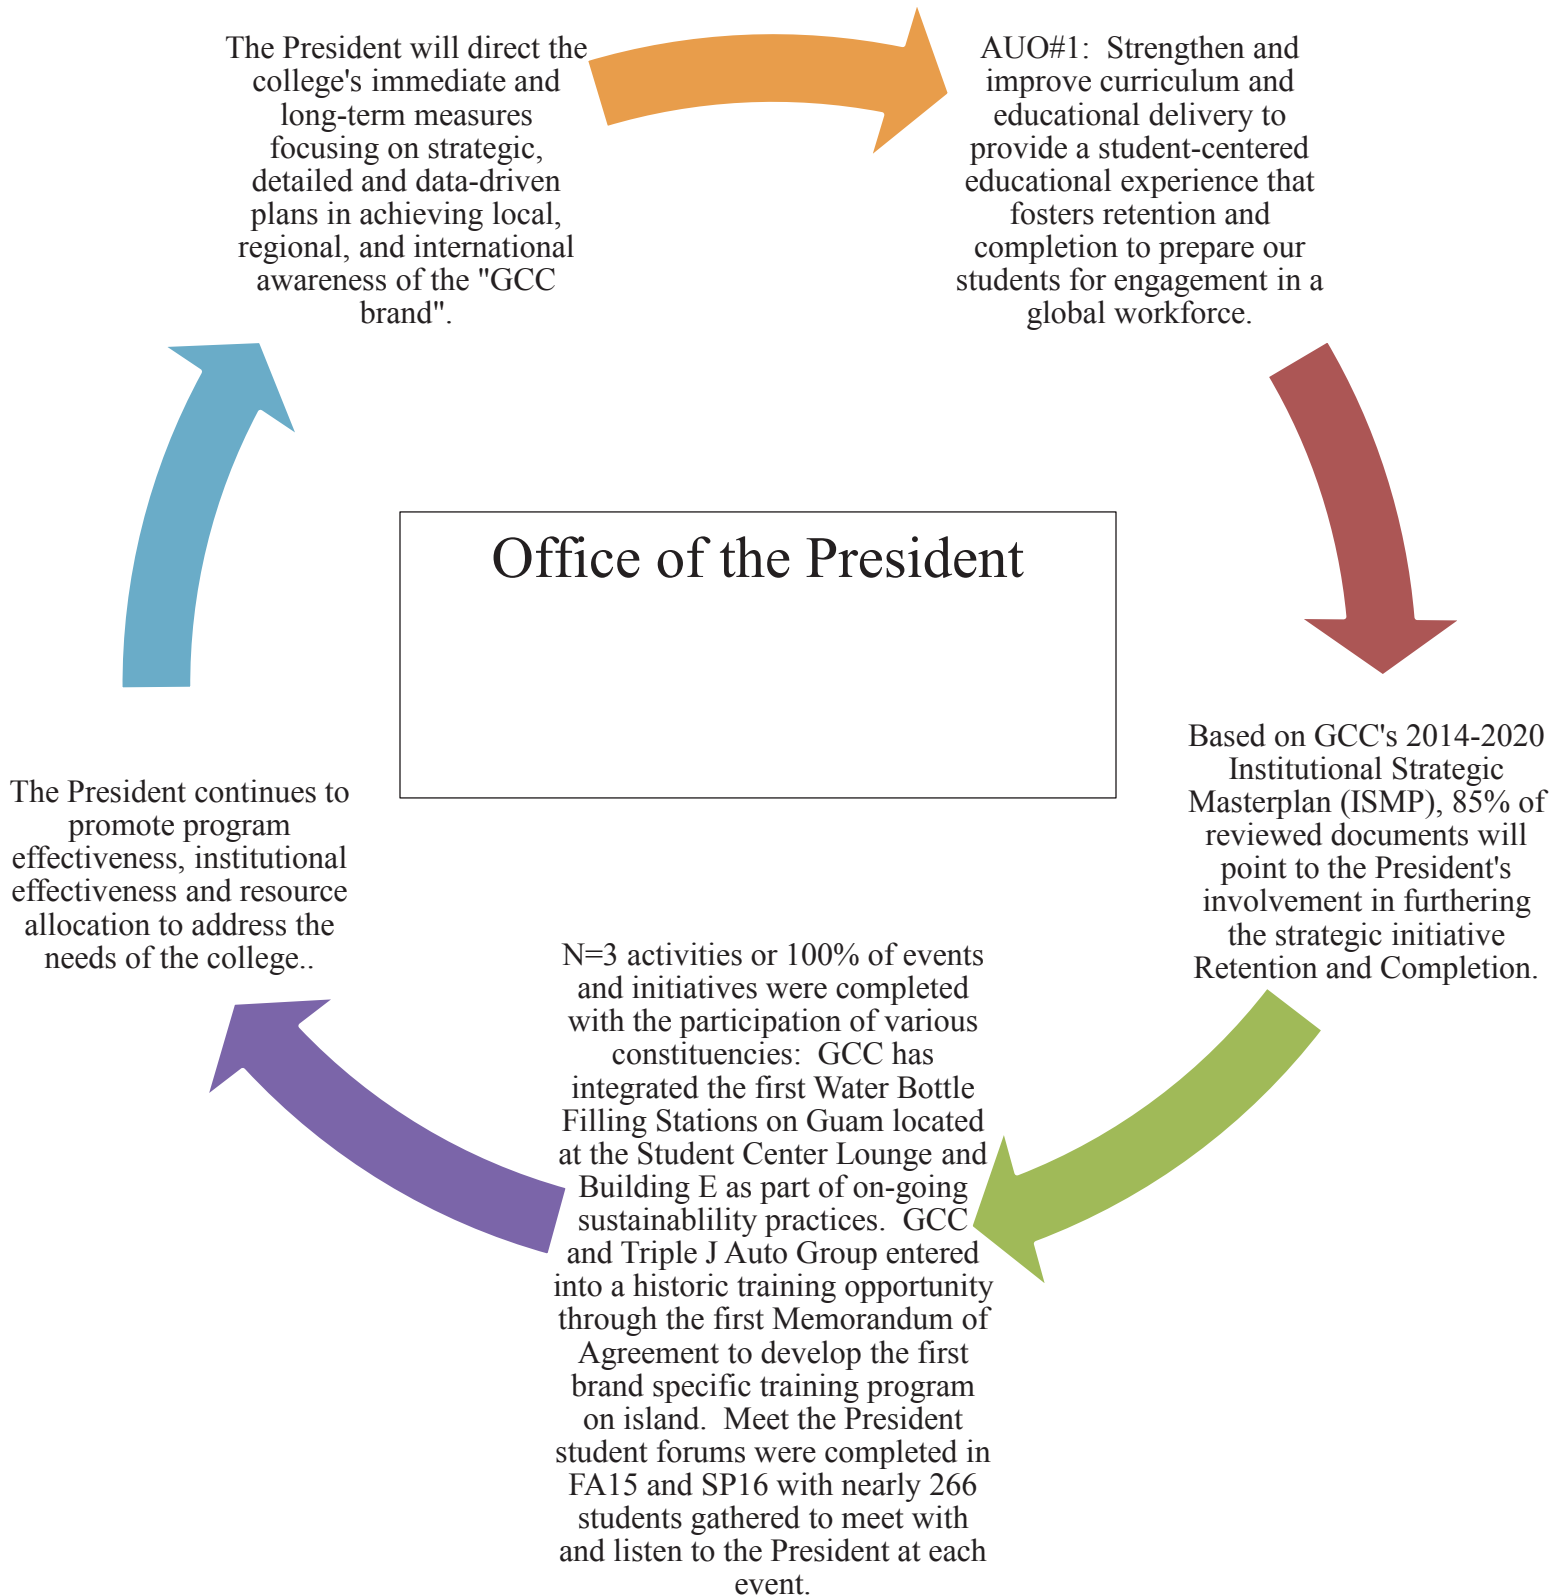 The President will direct the
college's immediate and
long-term measures
focusing on strategic,
detailed and data-driven
plans in achieving local,
regional, and international
awareness of the "GCC
brand".
AUO#1:  Strengthen and
improve curriculum and
educational delivery to
provide a student-centered
educational experience that
fosters retention and
completion to prepare our
students for engagement in a
global workforce.
Office of the President
Based on GCC's 2014-2020
Institutional Strategic
Masterplan (ISMP), 85% of
reviewed documents will
point to the President's
involvement in furthering
the strategic initiative
Retention and Completion.
N=3 activities or 100% of events
and initiatives were completed
with the participation of various
constituencies:  GCC has
integrated the first Water Bottle
Filling Stations on Guam located
at the Student Center Lounge and
Building E as part of on-going
sustainablility practices.  GCC
and Triple J Auto Group entered
into a historic training opportunity
through the first Memorandum of
Agreement to develop the first
brand specific training program
on island.  Meet the President
student forums were completed in
FA15 and SP16 with nearly 266
students gathered to meet with
and listen to the President at each
event.
The President continues to
promote program
effectiveness, institutional
effectiveness and resource
allocation to address the
needs of the college..